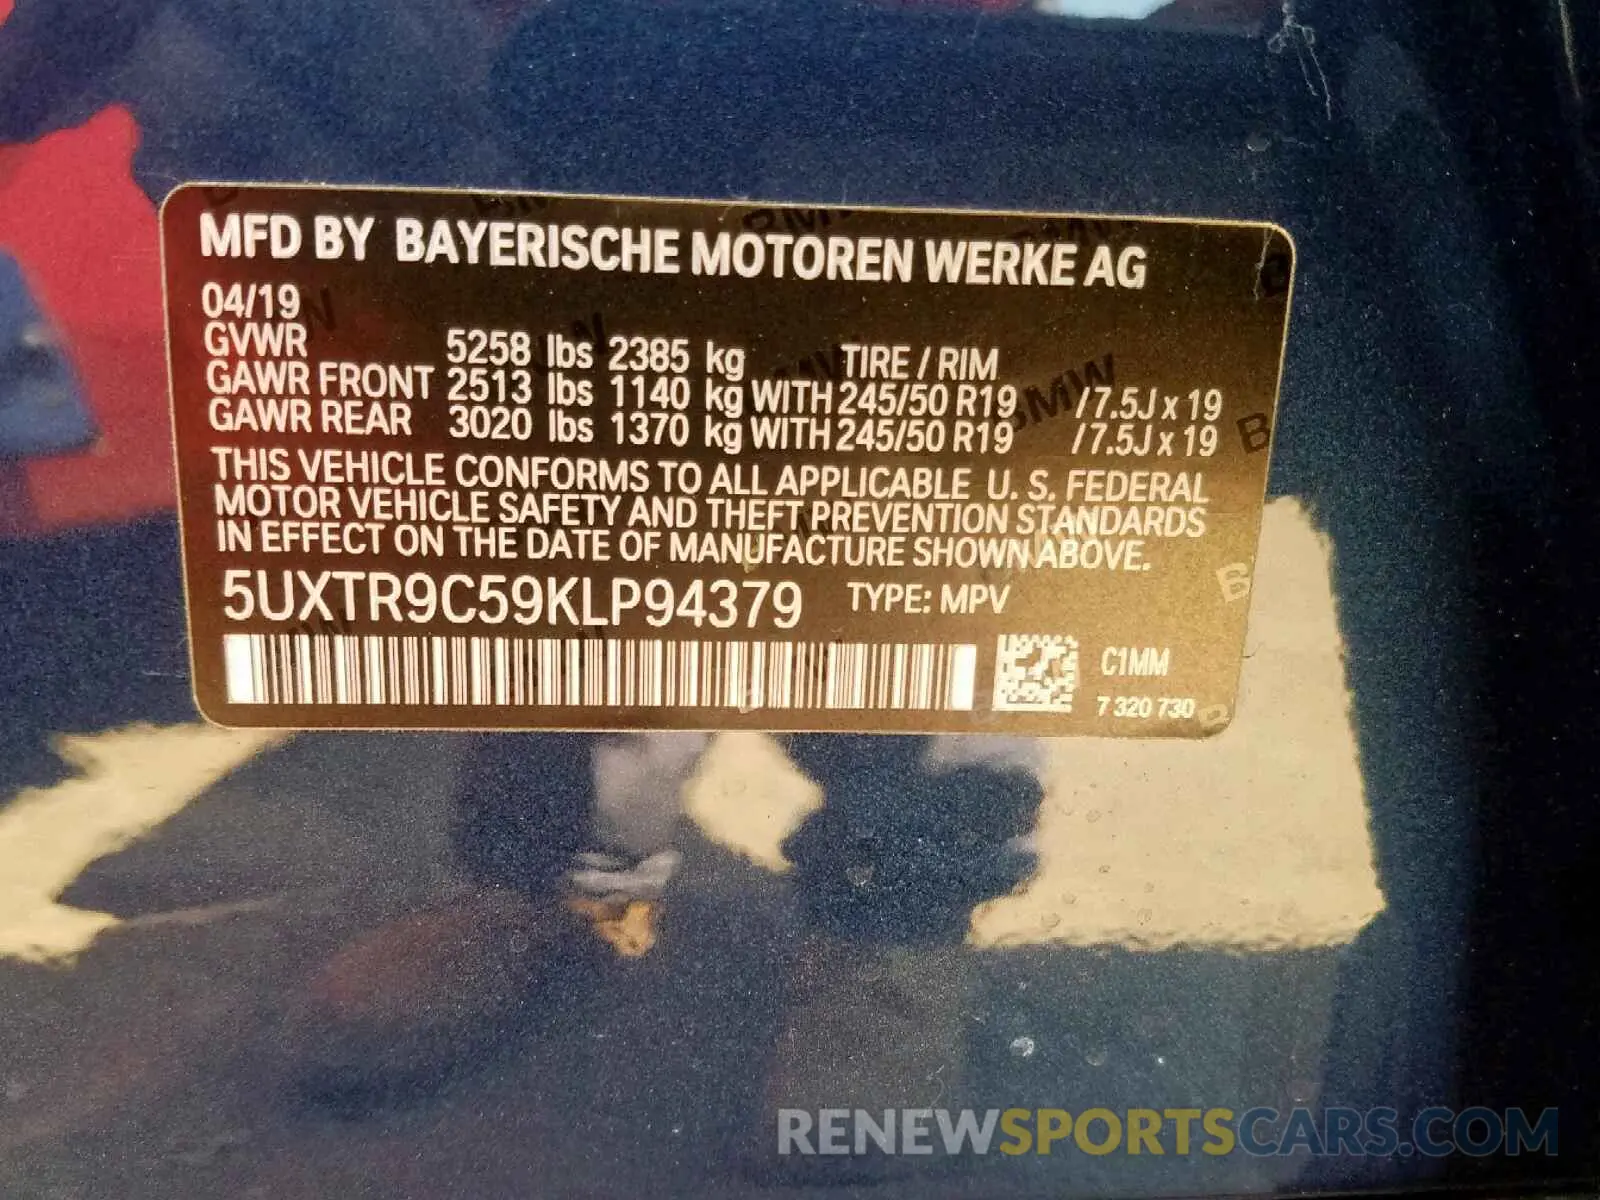 MFD BY BAYERISCHE MOTOREN WERKE AG
04/19
GVWR 5258 lbs 2385 kg TIRE / RIM
GAWR FRONT 2513 lbs 1140 kg WITH 245/50 R19 /7.5J x 19
GAWR REAR 3020 lbs 1370 kg WITH 245/50 R19 /7.5J x 19
THIS VEHICLE CONFORMS TO ALL APPLICABLE U. S. FEDERAL
MOTOR VEHICLE SAFETY AND THEFT PREVENTION STANDARDS
IN EFFECT ON THE DATE OF MANUFACTURE SHOWN ABOVE.
5UXTR9C59KLP94379 TYPE: MPV
C1MM
7 320 730
RENEWSPORTSCARS.COM